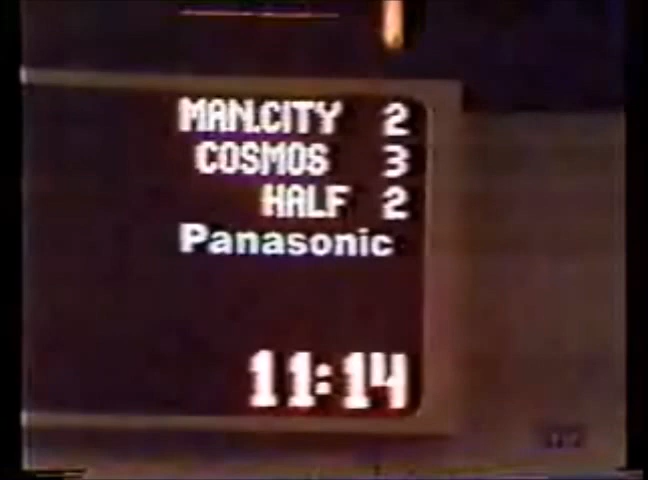 MAN.CITY 2
COSMOS 3
HALF 2
Panasonic
11:14